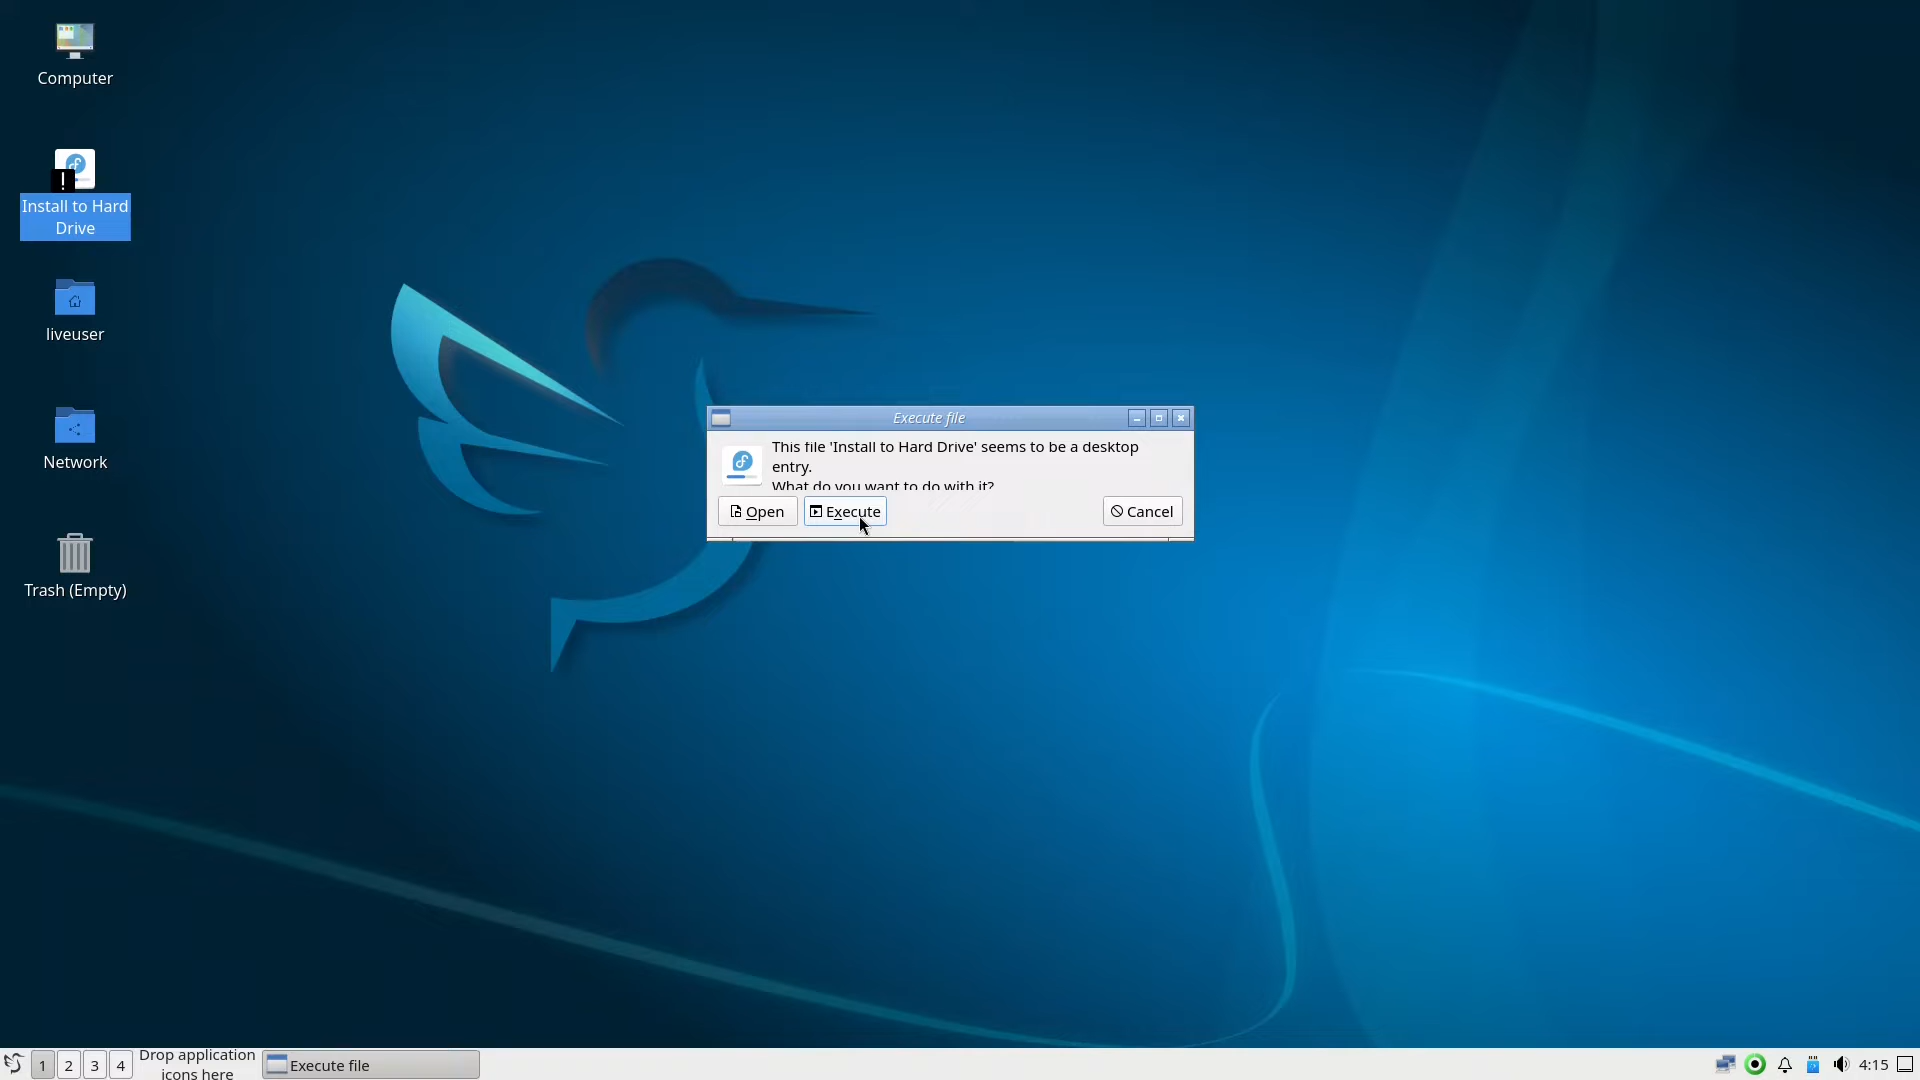 Computer
Install to Hard
Drive
liveuser
Network
Trash (Empty)
Execute file
This file 'Install to Hard Drive' seems to be a desktop
entry.
What do you want to do with it?
Open
Execute
Cancel
1
2
3
4
Drop application
icons here
Execute file
4:15